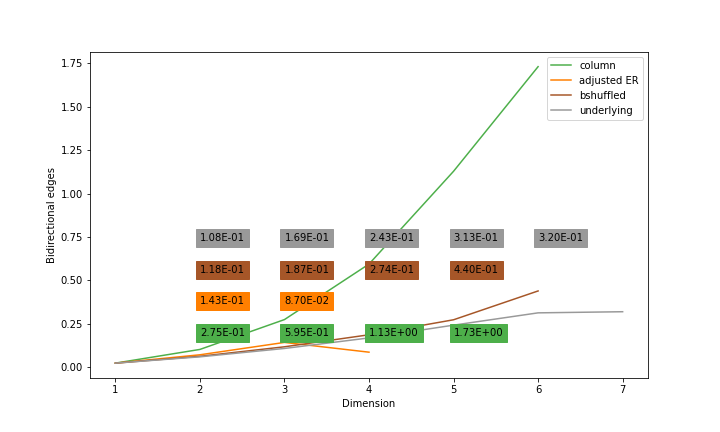 1.75
1.50
1.25
1.00
0.75
0.50
0.25
0.00
Bidirectional edges
column
adjusted ER
bshuffled
underlying
1.08E-01 1.69E-01 2.43E-01 3.13E-01 3.20E-01
1.18E-01 1.87E-01 2.74E-01 4.40E-01
1.43E-01 8.70E-02
2.75E-01 5.95E-01 1.13E+00 1.73E+00
1 2 3 4 5 6 7
Dimension